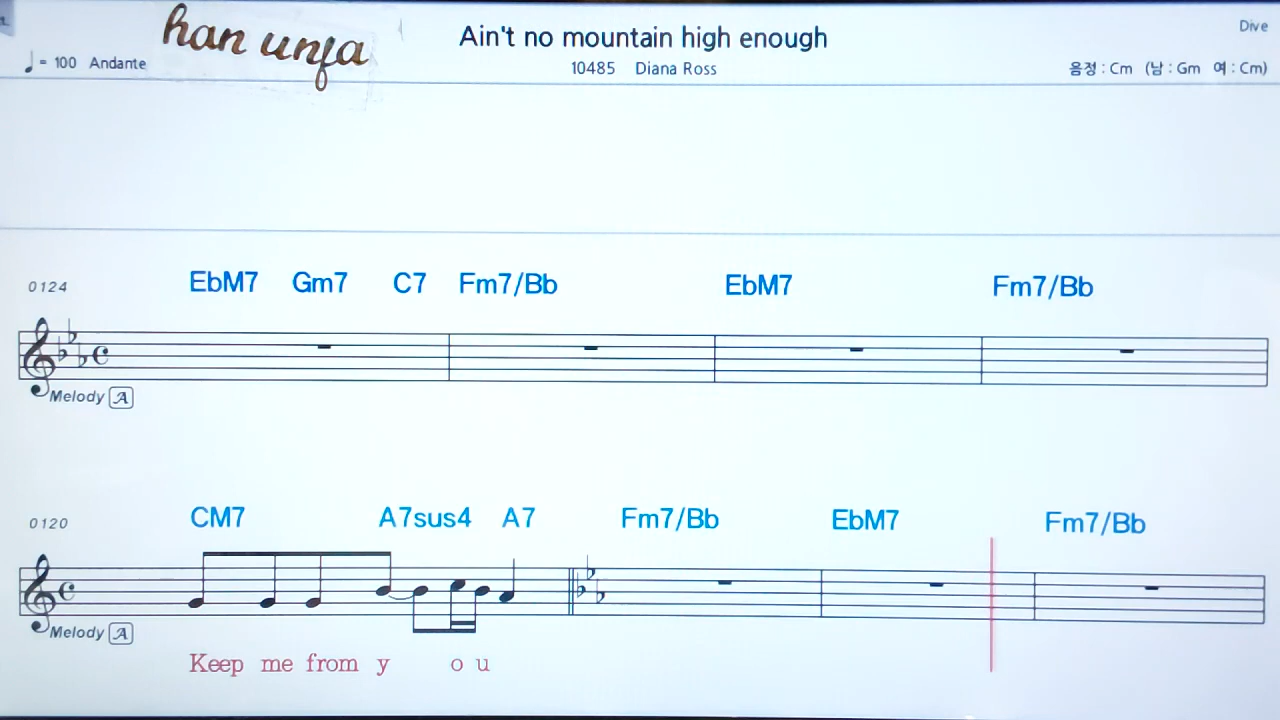 han unfa
Ain't no mountain high enough
Dive
♩ = 100 Andante
10485 Diana Ross
음정 : Cm (남 : Gm 여 : Cm)
0124
EbM7 Gm7 C7 Fm7/Bb EbM7 Fm7/Bb
Melody A
0120
CM7 A7sus4 A7 Fm7/Bb EbM7 Fm7/Bb
Melody A
Keep me from y o u